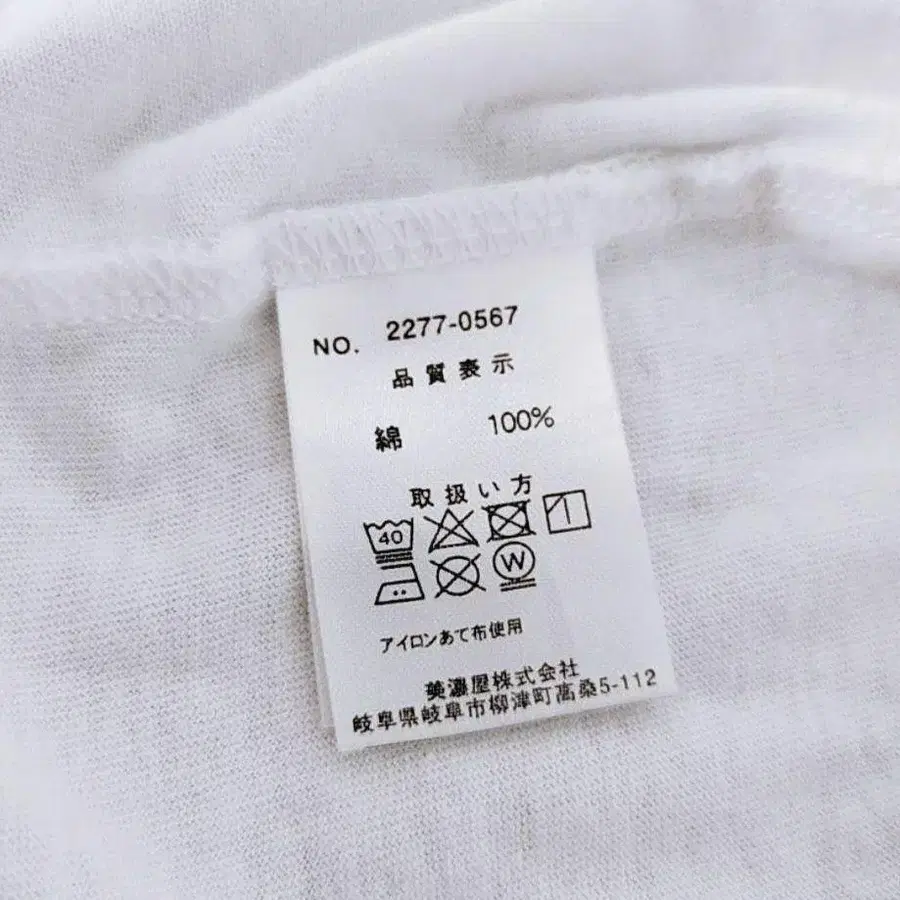 NO. 2277-0567
品質表示
綿 100%
取扱い方
40
W
アイロンあて布使用
美濃屋株式会社
岐阜県岐阜市柳津町高桑5-112